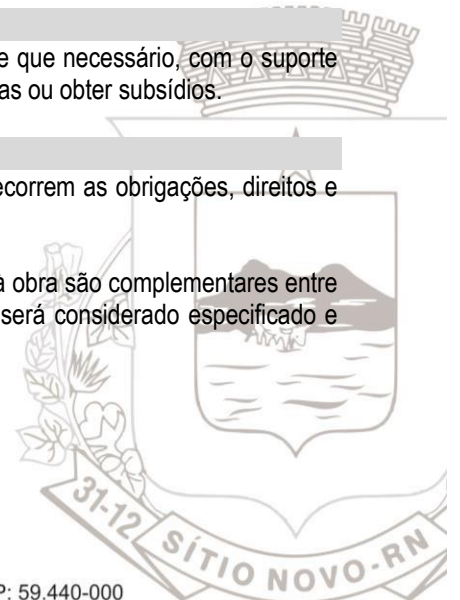 e que necessário, com o suporte
as ou obter subsídios.
ecorrem as obrigações, direitos e
à obra são complementares entre
será considerado especificado e
31-12 SÍTIO NOVO-RN
P: 59.440-000